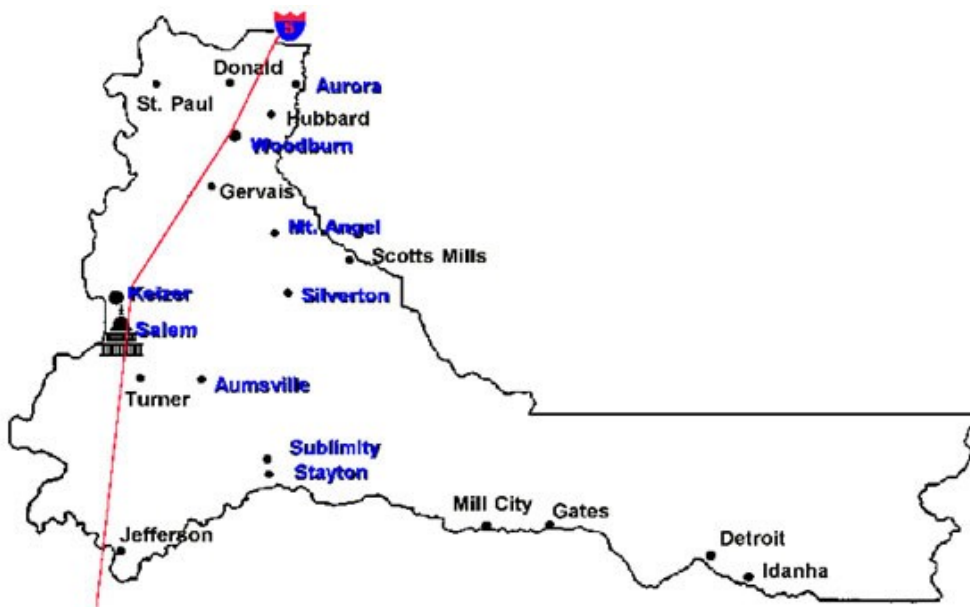 5
Donald
St. Paul
Aurora
Hubbard
Woodburn
Gervais
Mt. Angel
Scotts Mills
Keizer
Silverton
Salem
Turner
Aumsville
Sublimity
Stayton
Mill City
Gates
Jefferson
Detroit
Idanha